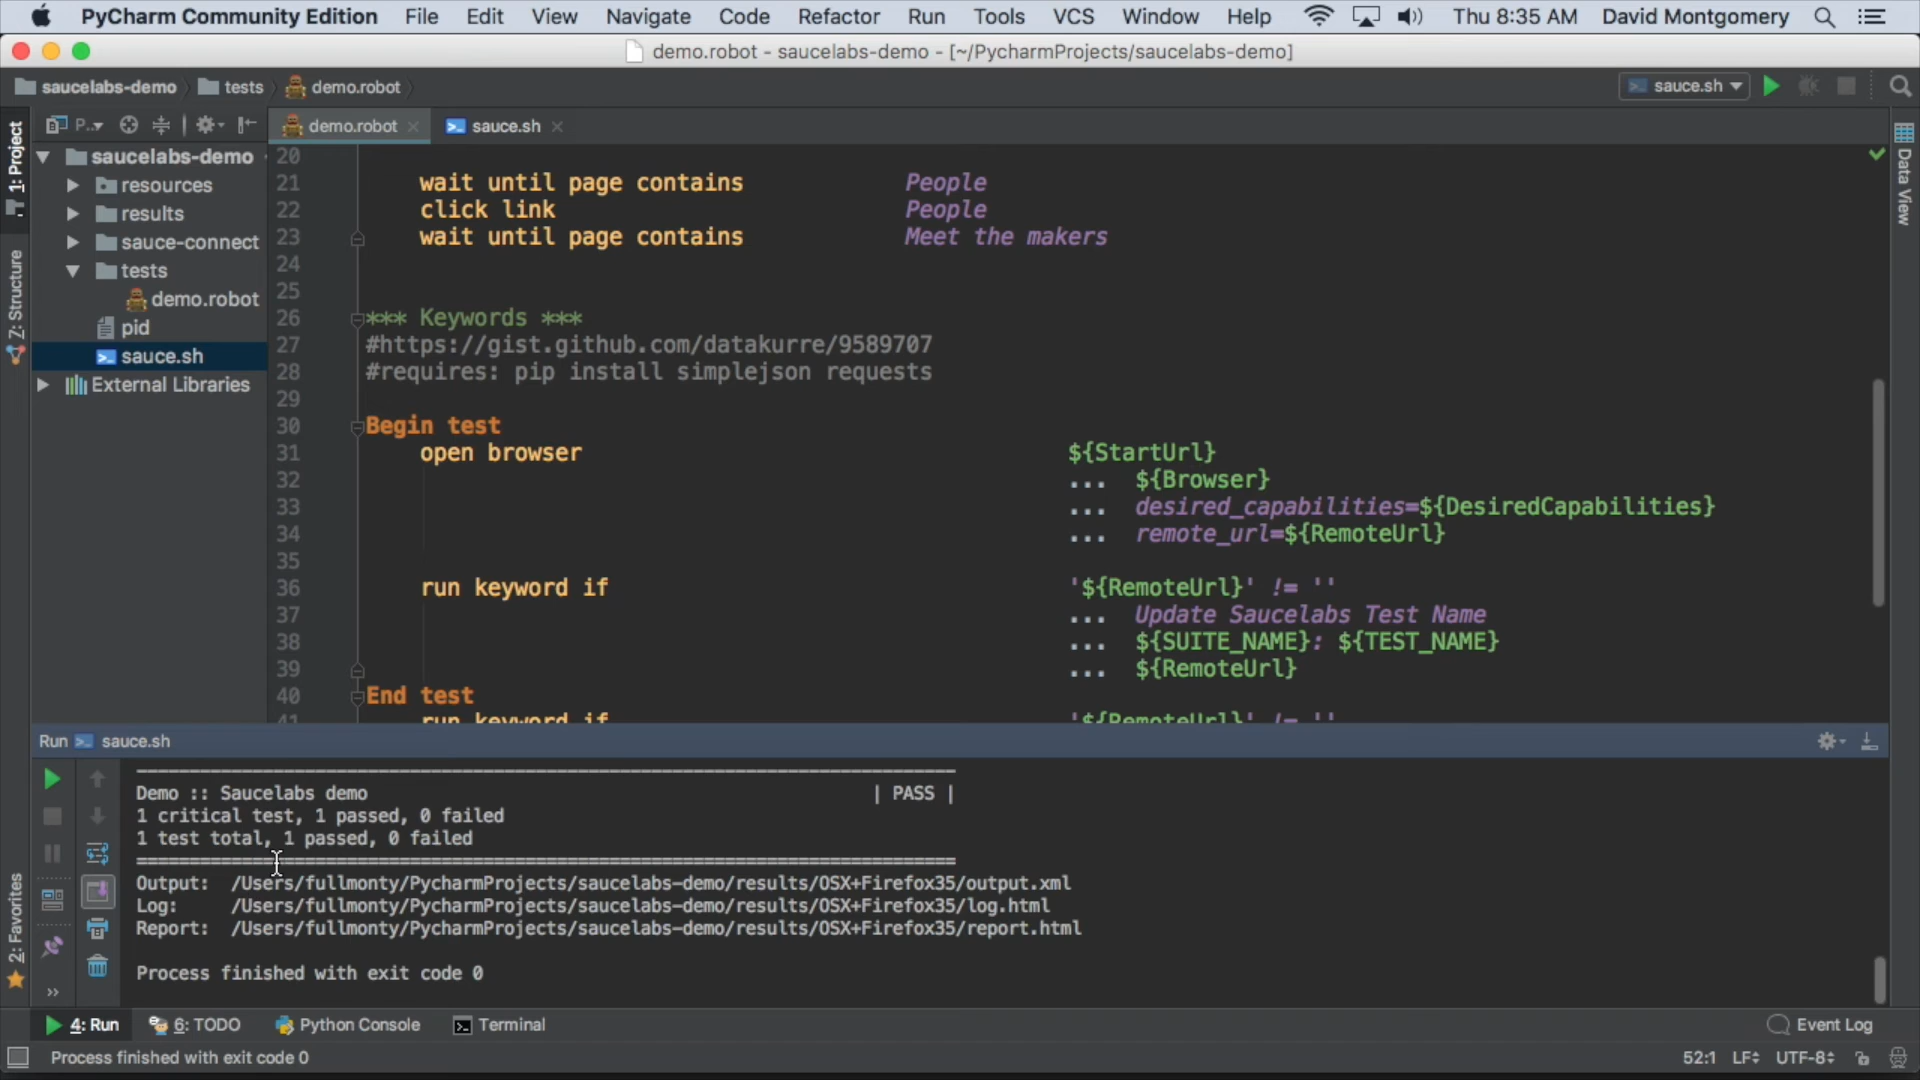 PyCharm Community Edition File Edit View Navigate Code Refactor Run Tools VCS Window Help Thu 8:35 AM David Montgomery
demo.robot - saucelabs-demo - [~/PycharmProjects/saucelabs-demo]
saucelabs-demo tests demo.robot sauce.sh
P... demo.robot sauce.sh
1: Project
Z: Structure
2: Favorites
Data View
saucelabs-demo
resources
results
sauce-connect
tests
demo.robot
pid
sauce.sh
External Libraries
20
21 wait until page contains People
22 click link People
23 wait until page contains Meet the makers
24
25
26 *** Keywords ***
27 #https://gist.github.com/datakurre/9589707
28 #requires: pip install simplejson requests
29
30 Begin test
31 open browser ${StartUrl}
32 ... ${Browser}
33 ... desired_capabilities=${DesiredCapabilities}
34 ... remote_url=${RemoteUrl}
35
36 run keyword if '${RemoteUrl}' != ''
37 ... Update Saucelabs Test Name
38 ... ${SUITE_NAME}: ${TEST_NAME}
39 ... ${RemoteUrl}
40 End test
41 run keyword if '${RemoteUrl}' != ''
Run sauce.sh
==============================================================================
Demo :: Saucelabs demo | PASS |
1 critical test, 1 passed, 0 failed
1 test total, 1 passed, 0 failed
==============================================================================
Output: /Users/fullmonty/PycharmProjects/saucelabs-demo/results/OSX+Firefox35/output.xml
Log: /Users/fullmonty/PycharmProjects/saucelabs-demo/results/OSX+Firefox35/log.html
Report: /Users/fullmonty/PycharmProjects/saucelabs-demo/results/OSX+Firefox35/report.html
Process finished with exit code 0
4: Run 6: TODO Python Console Terminal Event Log
Process finished with exit code 0 52:1 LF UTF-8